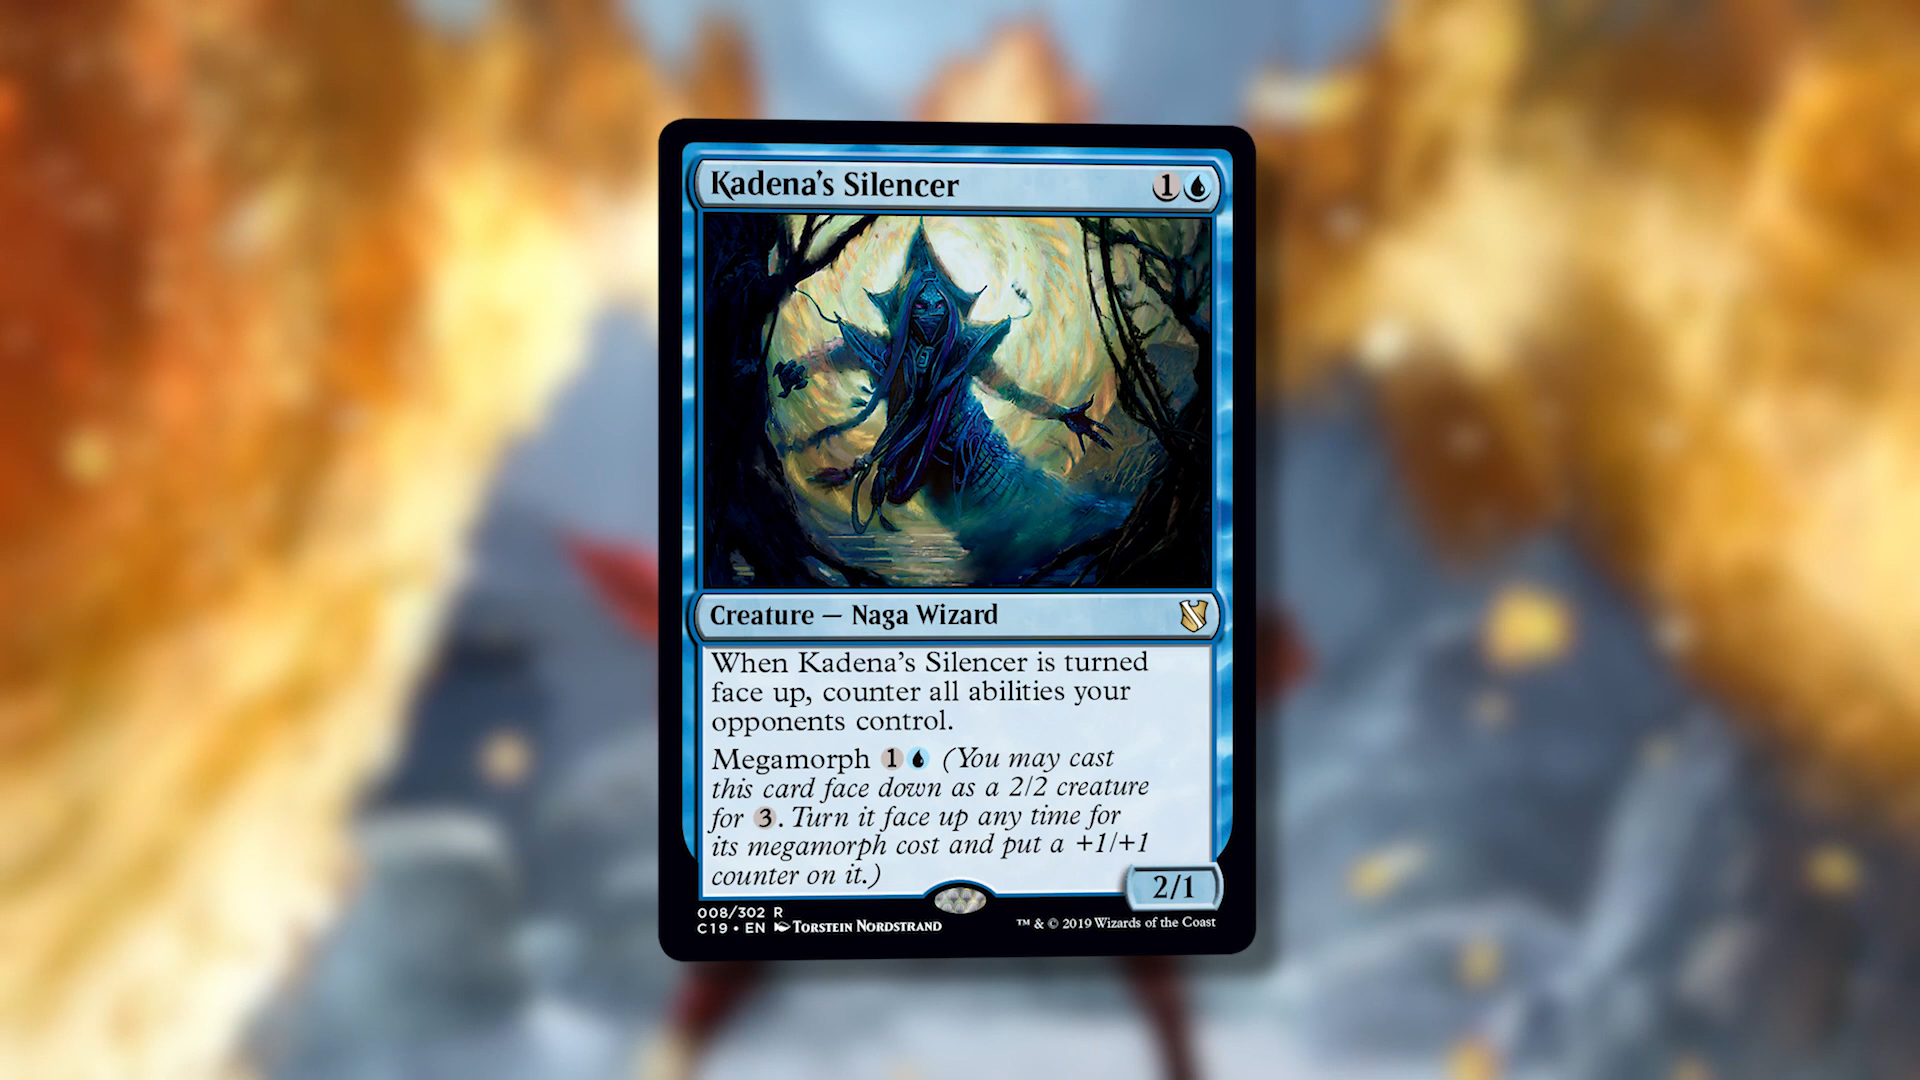 Kadena's Silencer 1
Creature — Naga Wizard
When Kadena's Silencer is turned
face up, counter all abilities your
opponents control.
Megamorph 1 (You may cast
this card face down as a 2/2 creature
for 3. Turn it face up any time for
its megamorph cost and put a +1/+1
counter on it.)
2/1
008/302 R
C19 • EN Torstein Nordstrand
™ & © 2019 Wizards of the Coast